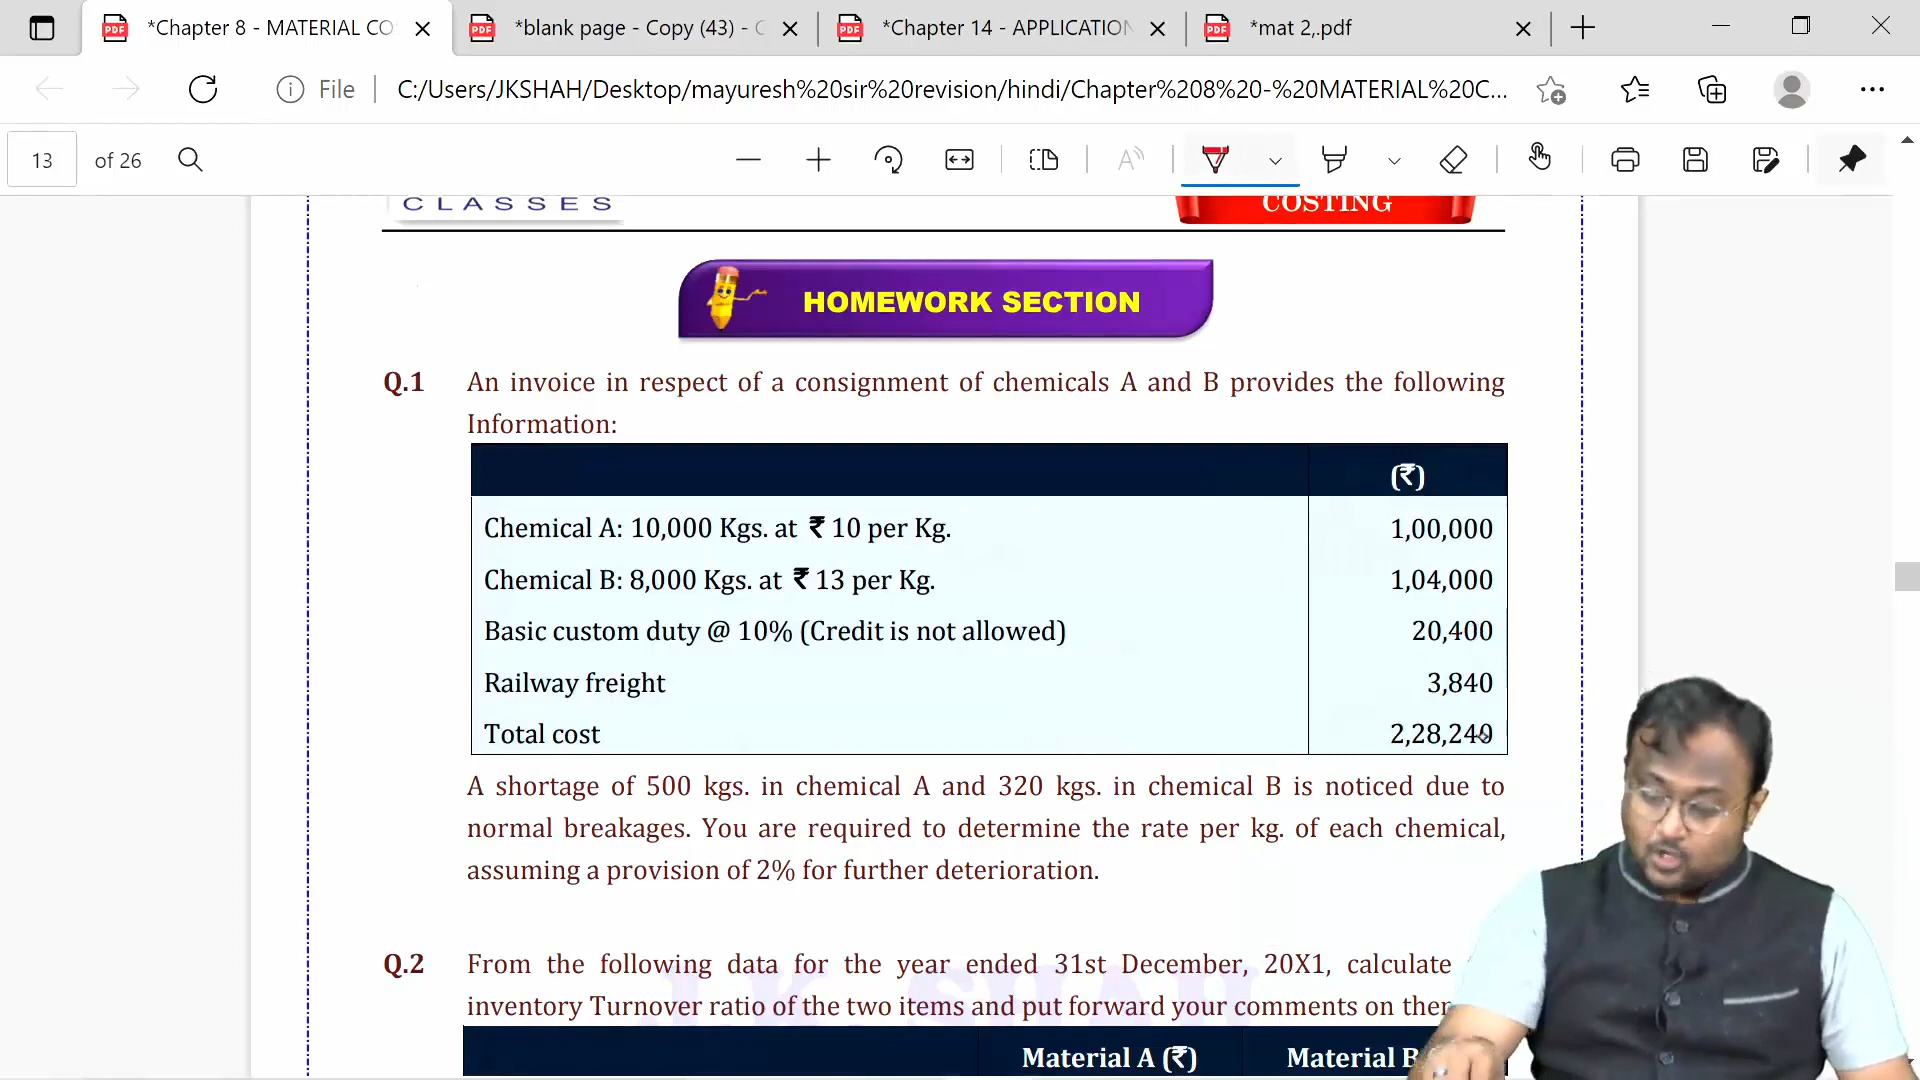 *Chapter 8 - MATERIAL CO
*blank page - Copy (43) - C
*Chapter 14 - APPLICATION
*mat 2,.pdf
File
C:/Users/JKSHAH/Desktop/mayuresh%20sir%20revision/hindi/Chapter%208%20-%20MATERIAL%20C...
13 of 26
CLASSES
COSTING
HOMEWORK SECTION
Q.1 An invoice in respect of a consignment of chemicals A and B provides the following
Information:
(₹)
Chemical A: 10,000 Kgs. at ₹ 10 per Kg. 1,00,000
Chemical B: 8,000 Kgs. at ₹ 13 per Kg. 1,04,000
Basic custom duty @ 10% (Credit is not allowed) 20,400
Railway freight 3,840
Total cost 2,28,240
A shortage of 500 kgs. in chemical A and 320 kgs. in chemical B is noticed due to
normal breakages. You are required to determine the rate per kg. of each chemical,
assuming a provision of 2% for further deterioration.
Q.2 From the following data for the year ended 31st December, 20X1, calculate
inventory Turnover ratio of the two items and put forward your comments on
Material A (₹) Material B